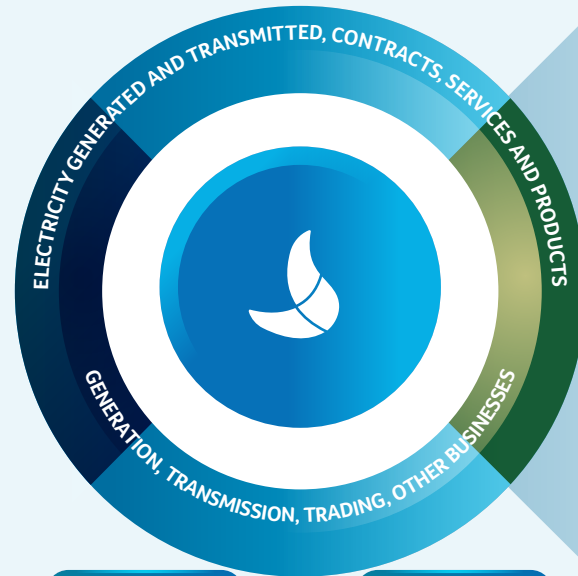 ELECTRICITY GENERATED AND TRANSMITTED, CONTRACTS, SERVICES AND PRODUCTS
GENERATION, TRANSMISSION, TRADING, OTHER BUSINESSES